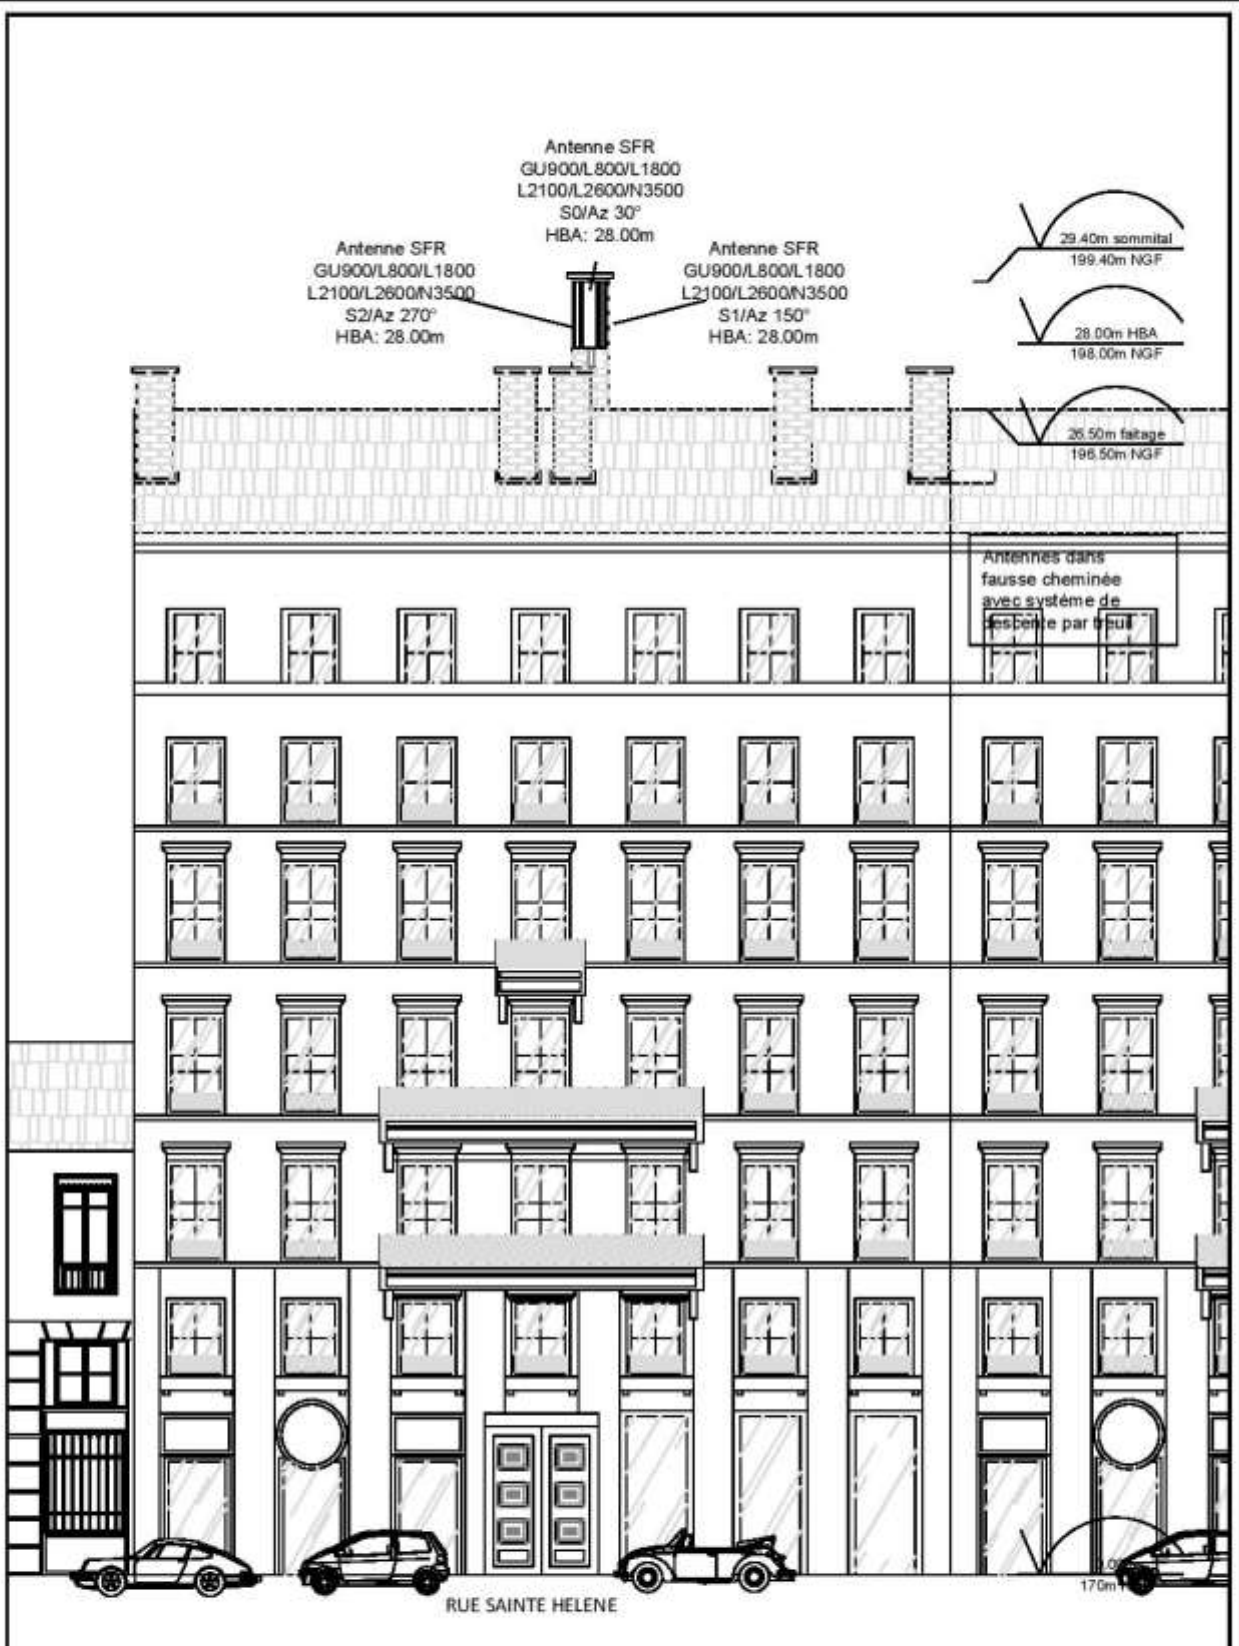 Antenne SFR
GU900/L800/L1800
L2100/L2600/N3500
S0/Az 30°
HBA: 28.00m
Antenne SFR
GU900/L800/L1800
L2100/L2600/N3500
S2/Az 270°
HBA: 28.00m
Antenne SFR
GU900/L800/L1800
L2100/L2600/N3500
S1/Az 150°
HBA: 28.00m
29.40m sommital
199.40m NGF
28.00m HBA
198.00m NGF
26.50m faitage
196.50m NGF
Antennes dans
fausse cheminée
avec système de
descente par treuil
170m
RUE SAINTE HELENE